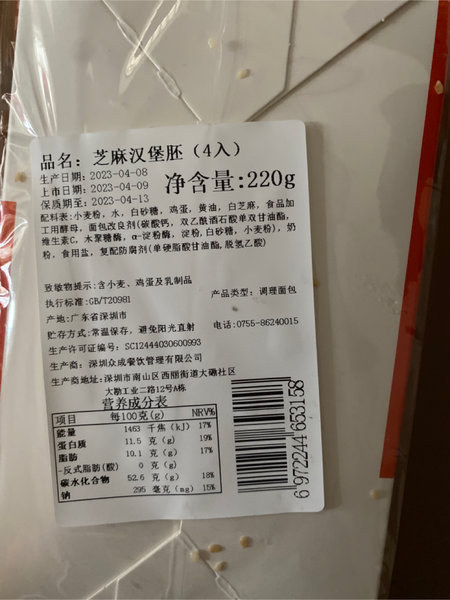 品名: 芝麻汉堡胚（4入）
生产日期: 2023-04-08
上市日期: 2023-04-09
保质期至: 2023-04-13
净含量:220g
配料表:小麦粉, 水, 白砂糖, 鸡蛋, 黄油, 白芝麻, 食品加
工用酵母, 面包改良剂(碳酸钙, 双乙酰酒石酸单双甘油酯,
维生素C, 木聚糖酶, α-淀粉酶, 淀粉, 白砂糖, 小麦粉), 奶
粉, 食用盐, 复配防腐剂(单硬脂酸甘油酯, 脱氢乙酸)
致敏物提示: 含小麦、鸡蛋及乳制品
执行标准:GB/T20981
产品类型: 调理面包
产地:广东省深圳市
贮存方式:常温保存, 避免阳光直射
电话:0755-86240015
生产许可证编号: SC12444030600993
生产商: 深圳众成餐饮管理有限公司
生产商地址:深圳市南山区西丽街道大磡社区
大勘工业二路12号A栋
营养成分表
项目 每100克(g) NRV%
能量 1463 千焦(kJ) 17%
蛋白质 11.5 克(g) 19%
脂肪 10.1 克(g) 17%
-反式脂肪(酸) 0 克(g)
碳水化合物 52.6 克(g) 18%
钠 295 毫克(mg) 15%
6972244653158